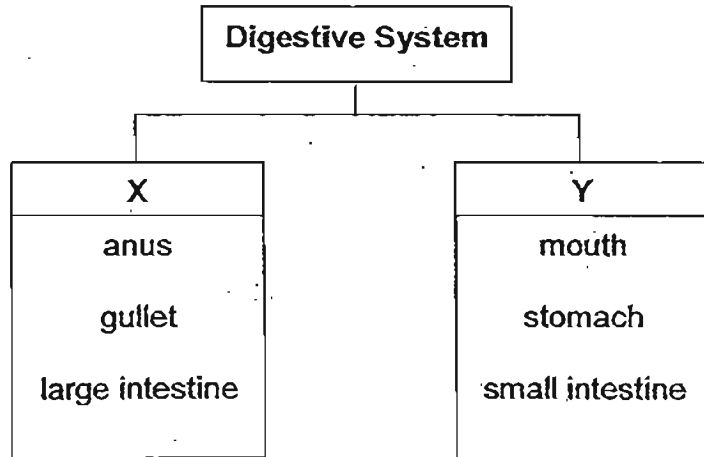 Digestive System
X
anus
gullet
large intestine
Y
mouth
stomach
small intestine